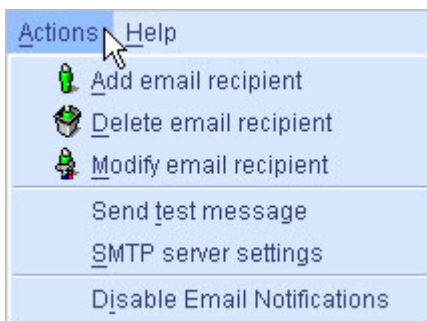 Actions Help
Add email recipient
Delete email recipient
Modify email recipient
Send test message
SMTP server settings
Disable Email Notifications